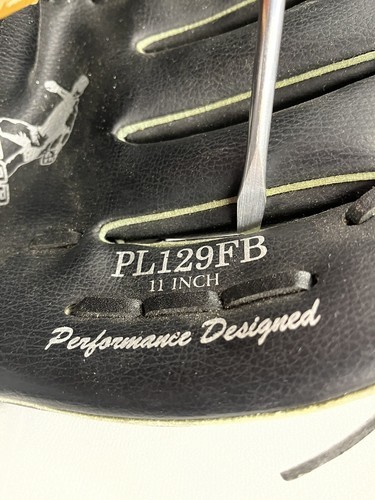 PL129FB
11 INCH
Performance Designed